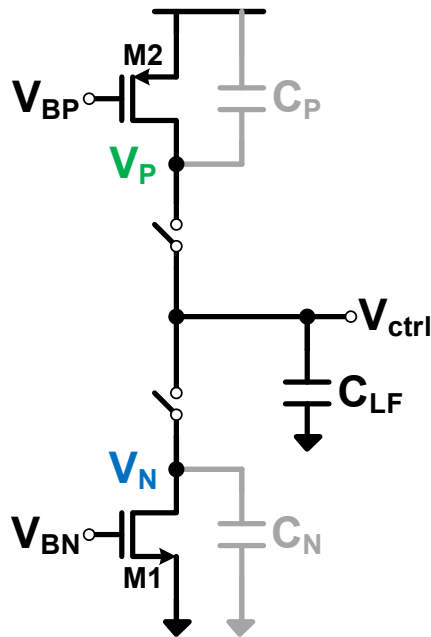 M2
V_BP
C_P
V_P
V_ctrl
C_LF
V_N
V_BN
C_N
M1